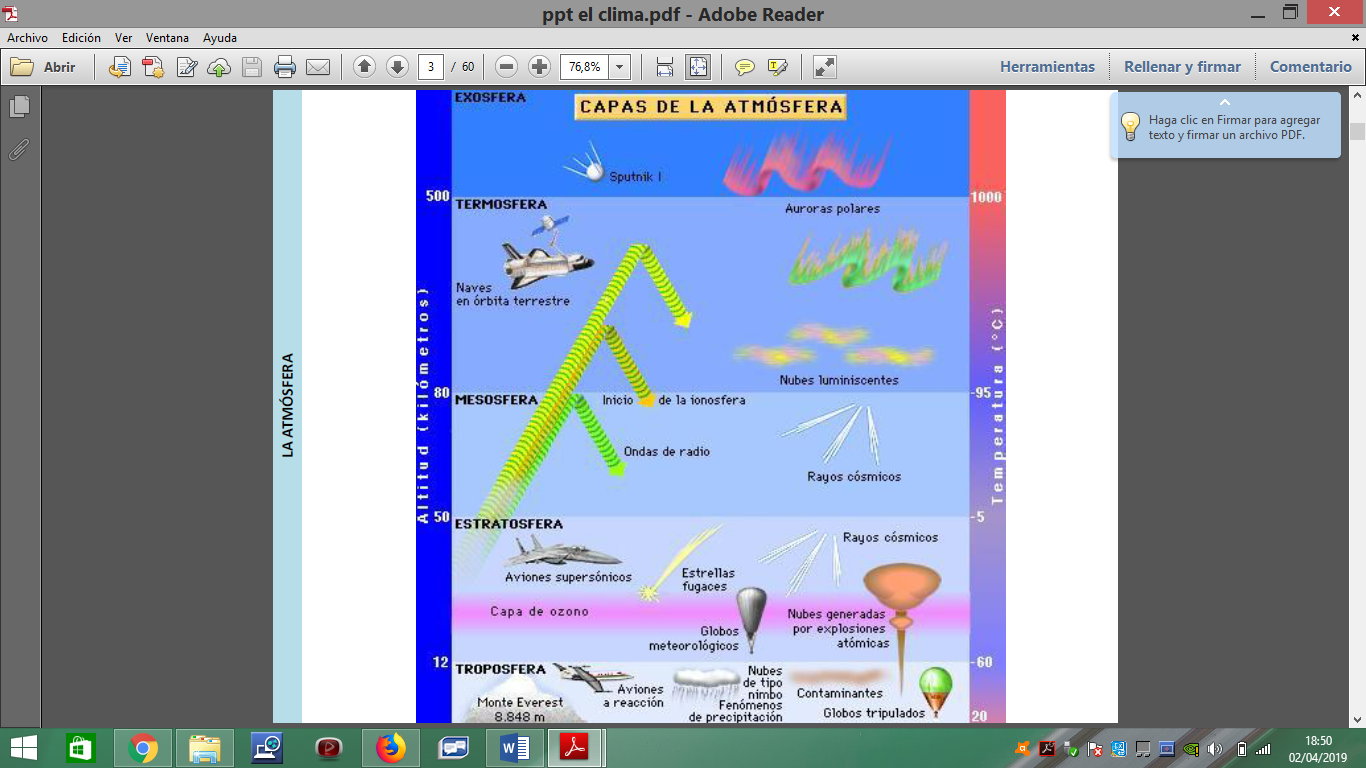 ppt el clima.pdf - Adobe Reader
Archivo Edición Ver Ventana Ayuda
Abrir 3 / 60 76,8% Herramientas Rellenar y firmar Comentario
Haga clic en Firmar para agregar
texto y firmar un archivo PDF.
LA ATMÓSFERA
CAPAS DE LA ATMÓSFERA
Altitud (kilómetros)
Temperatura (°C)
EXOSFERA
Sputnik I
500
1000
TERMOSFERA
Auroras polares
Naves
en órbita terrestre
Nubes luminiscentes
80
-95
MESOSFERA
Inicio de la ionosfera
Ondas de radio
Rayos cósmicos
50
-5
ESTRATOSFERA
Rayos cósmicos
Aviones supersónicos
Estrellas
fugaces
Capa de ozono
Nubes generadas
por explosiones
atómicas
Globos
meteorológicos
12
-60
TROPOSFERA
Monte Everest
8.848 m
Aviones
a reacción
Nubes
de tipo
nimbo
Fenómenos
de precipitación
Contaminantes
Globos tripulados
20
18:50
02/04/2019